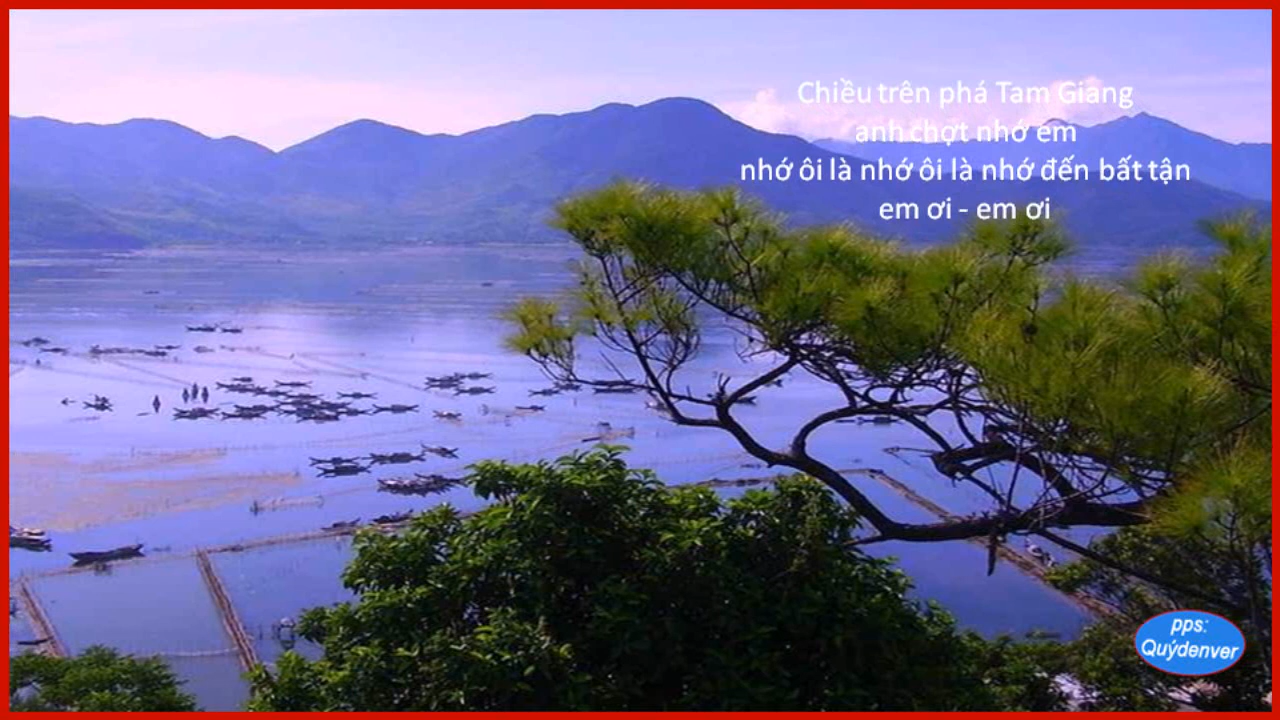 Chiều trên phá Tam Giang
anh chợt nhớ em
nhớ ôi là nhớ ôi là nhớ đến bất tận
em ơi - em ơi
pps:
Quýdenver